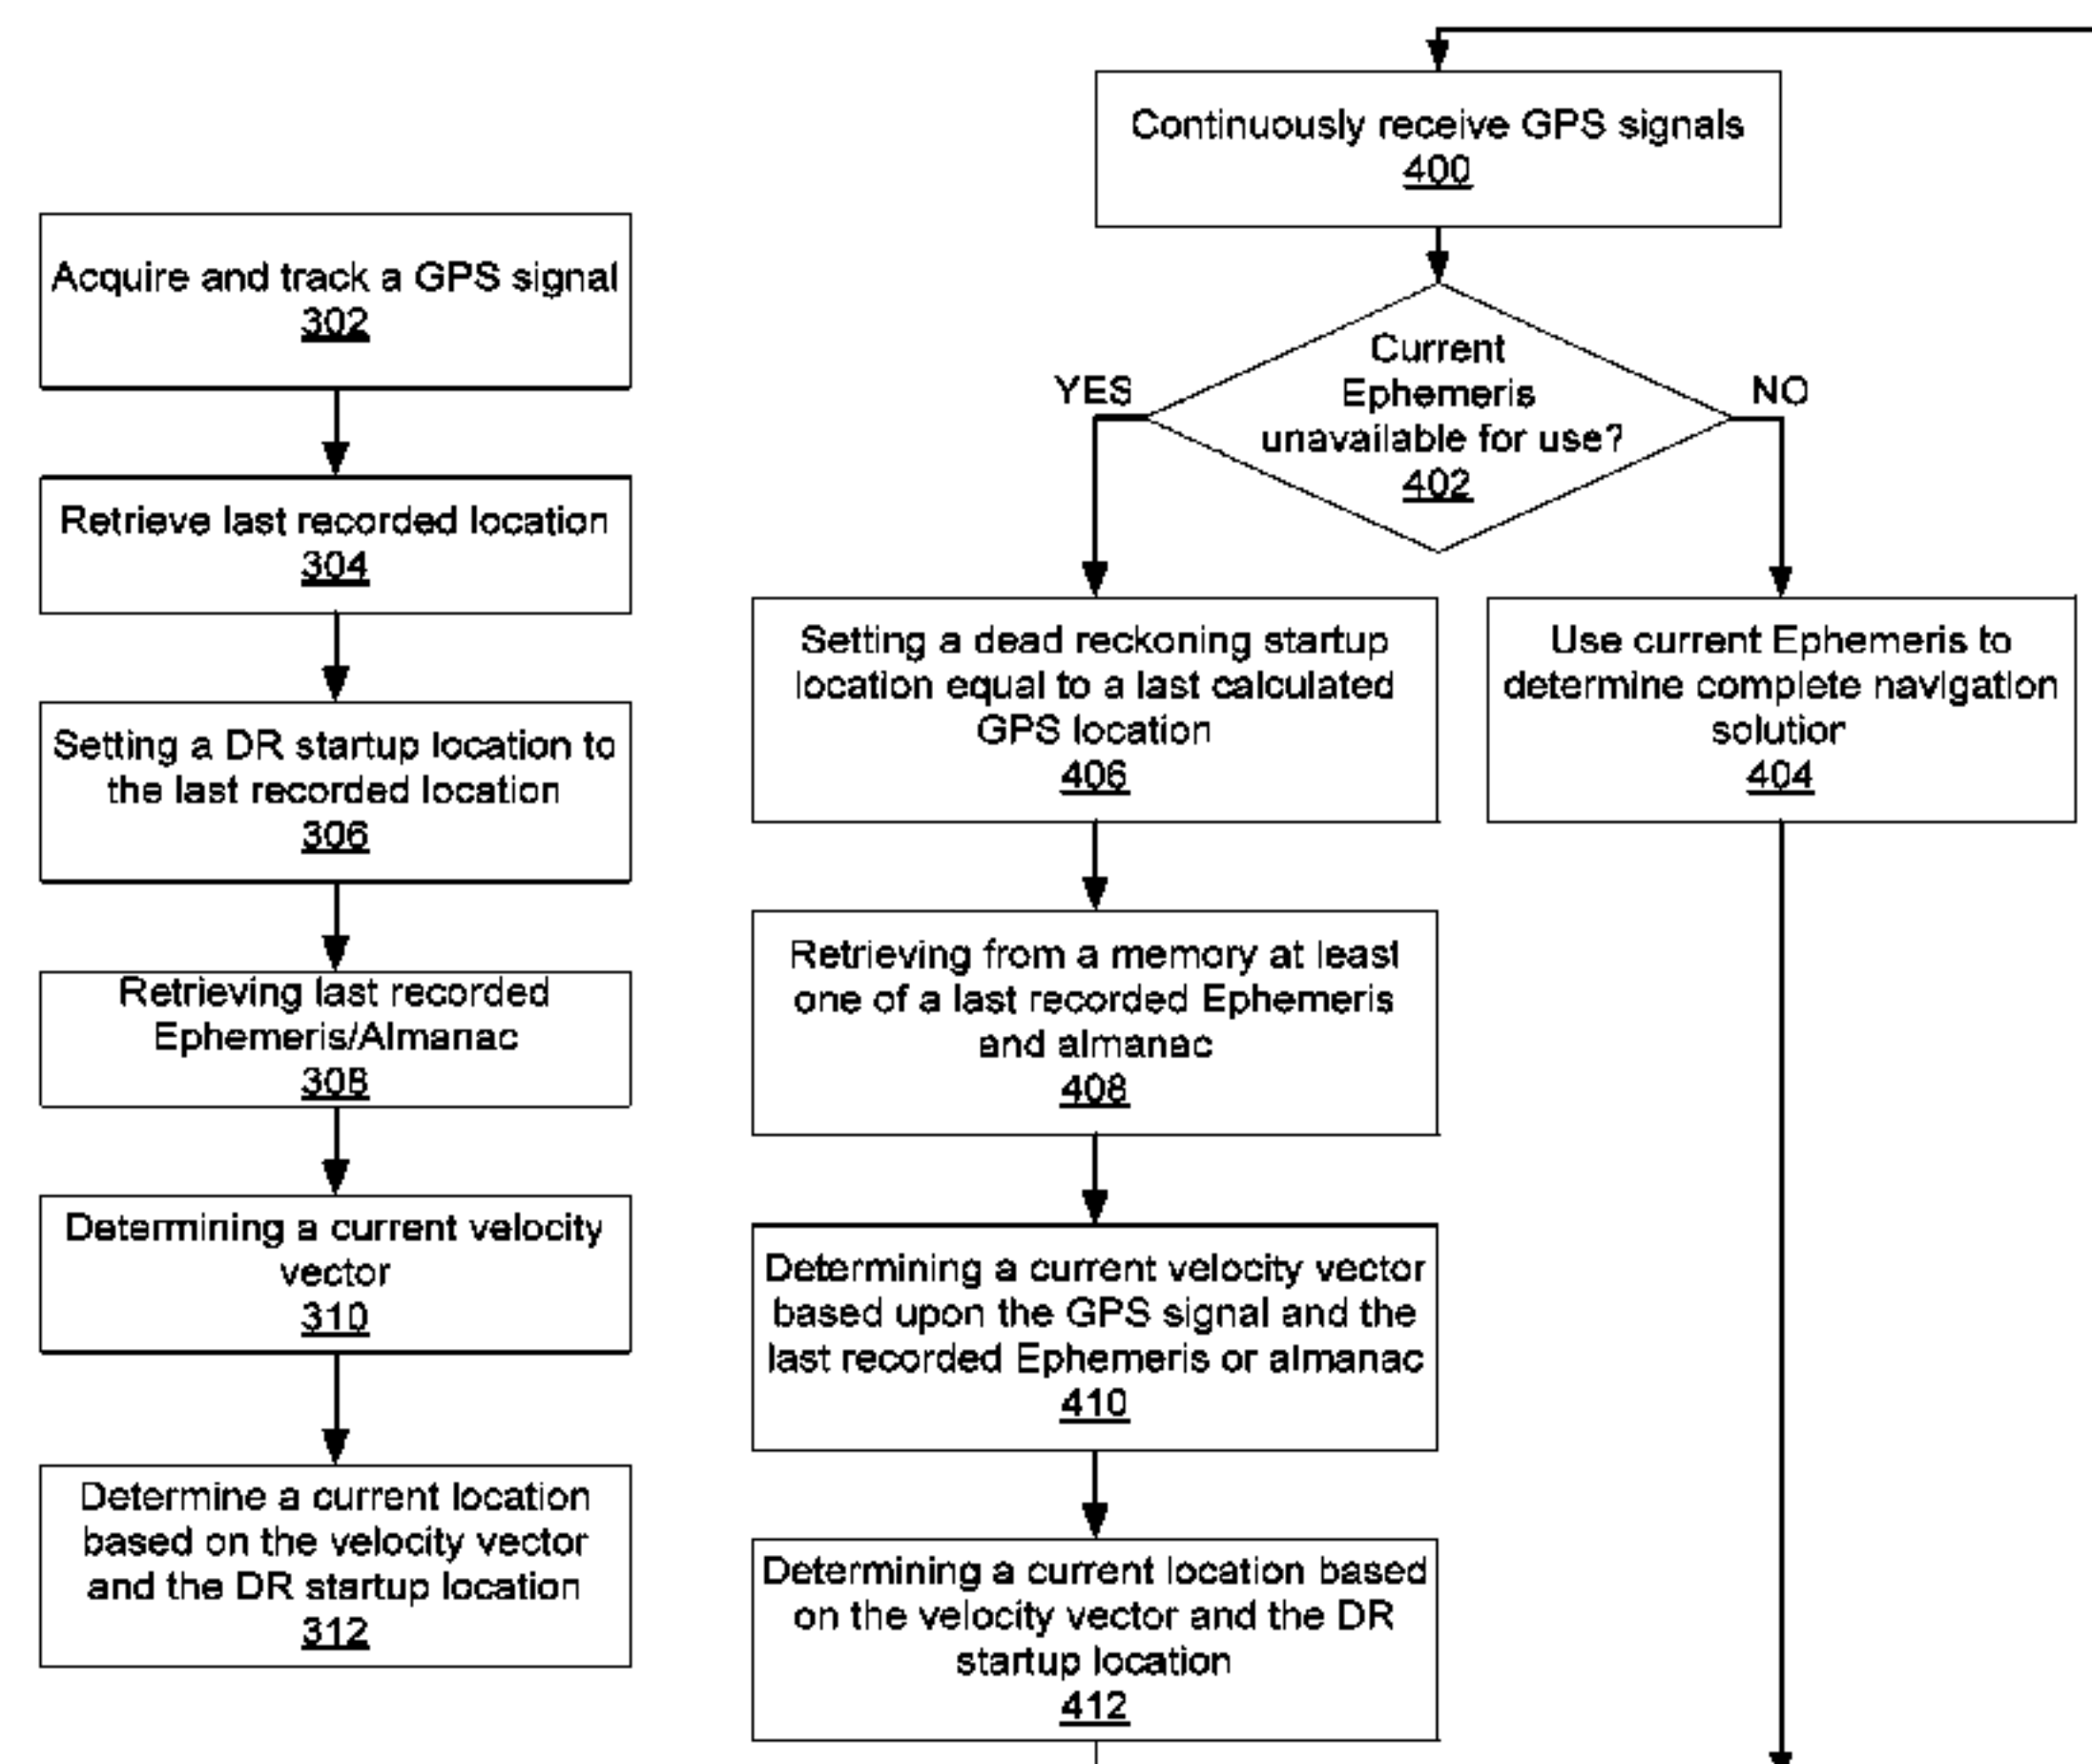 Acquire and track a GPS signal
302
Retrieve last recorded location
304
Setting a DR startup location to
the last recorded location
306
Retrieving last recorded
Ephemeris/Almanac
308
Determining a current velocity
vector
310
Determine a current location
based on the velocity vector
and the DR startup location
312
Continuously receive GPS signals
400
Current
Ephemeris
unavailable for use?
402
YES
NO
Setting a dead reckoning startup
location equal to a last calculated
GPS location
406
Use current Ephemeris to
determine complete navigation
solution
404
Retrieving from a memory at least
one of a last recorded Ephemeris
and almanac
408
Determining a current velocity vector
based upon the GPS signal and the
last recorded Ephemeris or almanac
410
Determining a current location based
on the velocity vector and the DR
startup location
412